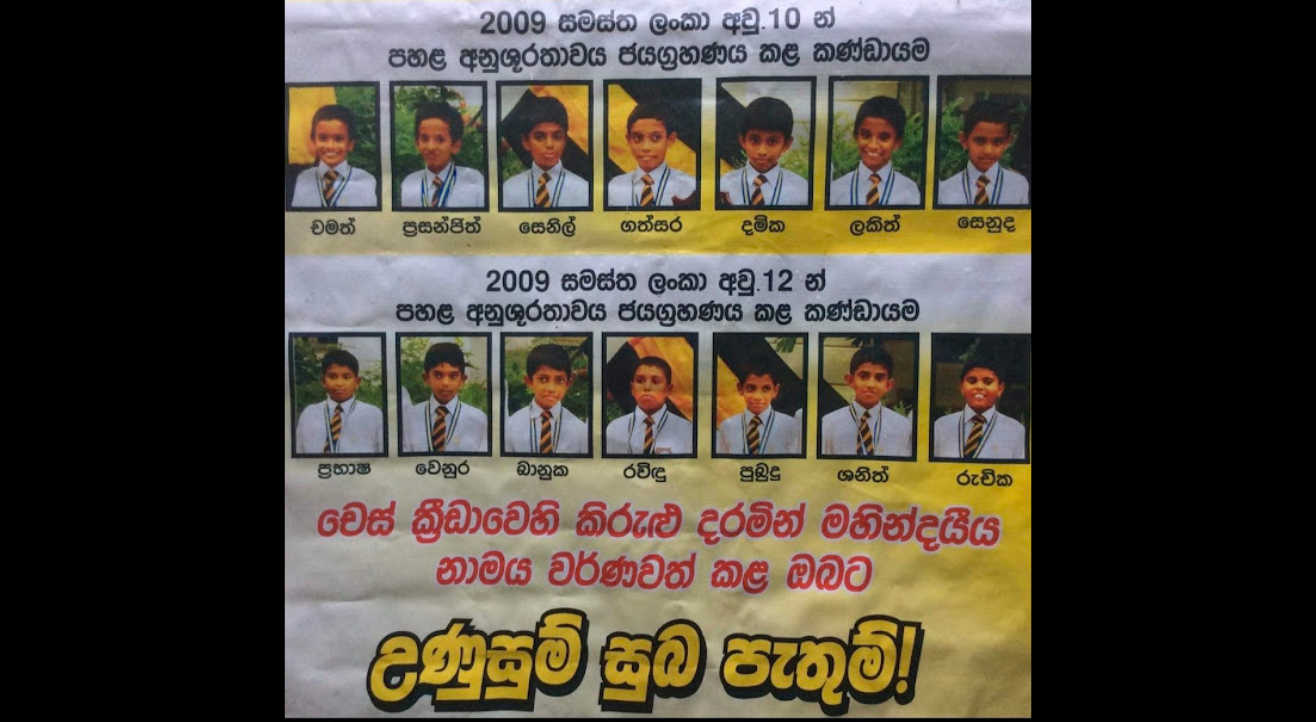 2009 සමස්ත ලංකා අවු.10 න්
පහළ අනුශූරතාවය ජයග්‍රහණය කළ කණ්ඩායම
චමත් ප්‍රසන්ජිත් සෙනිල් ගත්සර දමික ලකිත් සෙනුද
2009 සමස්ත ලංකා අවු.12 න්
පහළ අනුශූරතාවය ජයග්‍රහණය කළ කණ්ඩායම
ප්‍රභාෂ වෙනුර බානුක රවිඳු පුබුදු ශනිත් රුචික
චෙස් ක්‍රීඩාවෙහි කිරුළු දරමින් මහින්දයීය
නාමය වර්ණවත් කළ ඔබට
උණුසුම් සුබ පැතුම්!